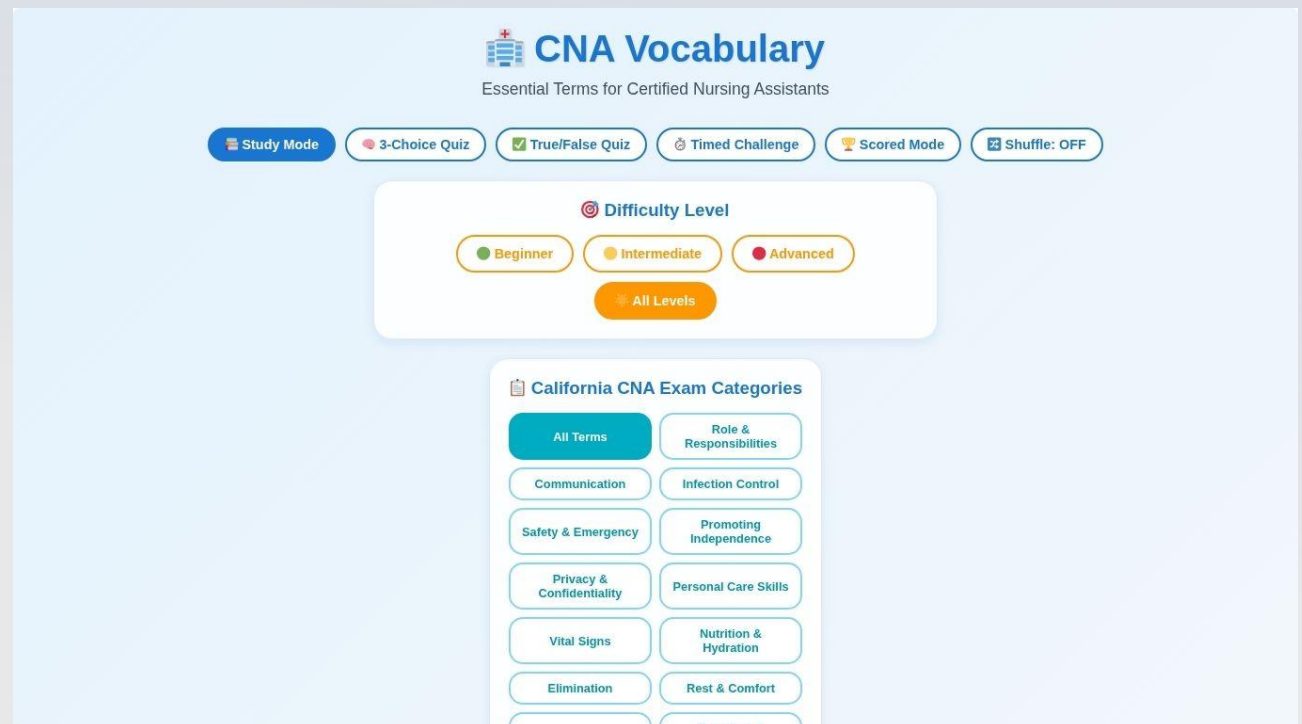 CNA Vocabulary
Essential Terms for Certified Nursing Assistants
Study Mode
3-Choice Quiz
True/False Quiz
Timed Challenge
Scored Mode
Shuffle: OFF
Difficulty Level
Beginner
Intermediate
Advanced
All Levels
California CNA Exam Categories
All Terms
Role &
Responsibilities
Communication
Infection Control
Safety & Emergency
Promoting
Independence
Privacy &
Confidentiality
Personal Care Skills
Vital Signs
Nutrition &
Hydration
Elimination
Rest & Comfort